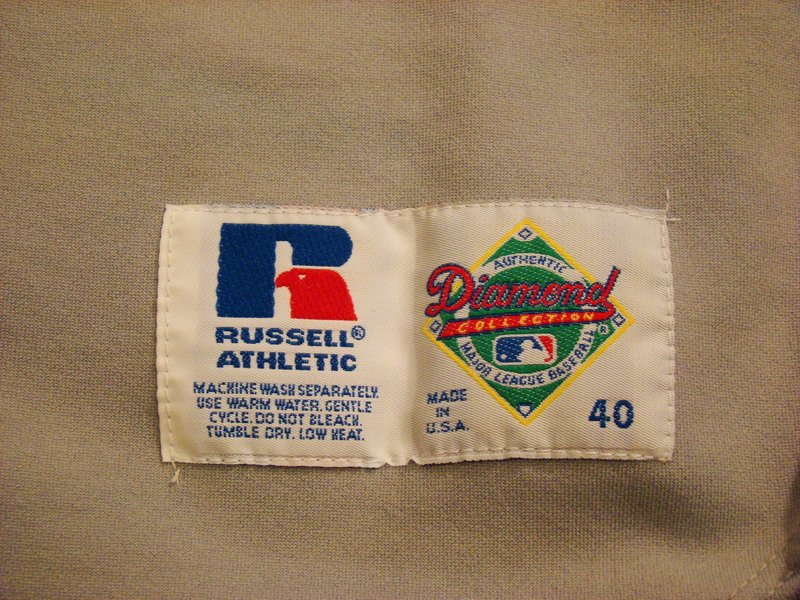 RUSSELL®
ATHLETIC
MACHINE WASH SEPARATELY.
USE WARM WATER. GENTLE
CYCLE. DO NOT BLEACH.
TUMBLE DRY. LOW HEAT.
AUTHENTIC
Diamond
COLLECTION
MAJOR LEAGUE BASEBALL
®
MADE
IN
U.S.A.
40